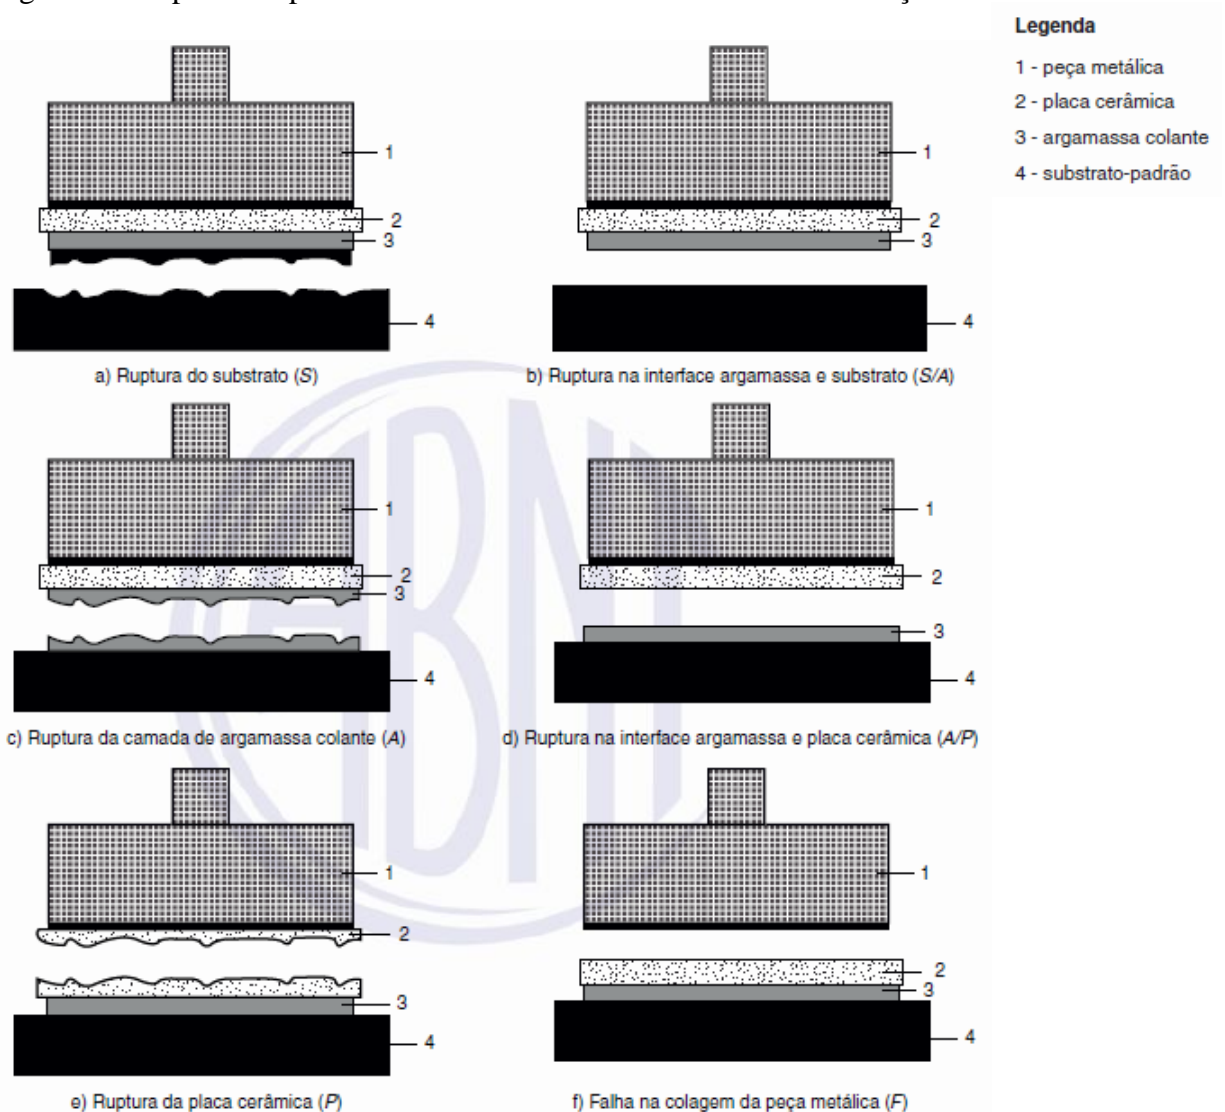 Legenda
1 - peça metálica
2 - placa cerâmica
3 - argamassa colante
4 - substrato-padrão
1
2
3
4
a) Ruptura do substrato (S)
1
2
3
4
b) Ruptura na interface argamassa e substrato (S/A)
1
2
3
4
c) Ruptura da camada de argamassa colante (A)
1
2
3
4
d) Ruptura na interface argamassa e placa cerâmica (A/P)
1
2
3
4
e) Ruptura da placa cerâmica (P)
1
2
3
4
f) Falha na colagem da peça metálica (F)
ABNT